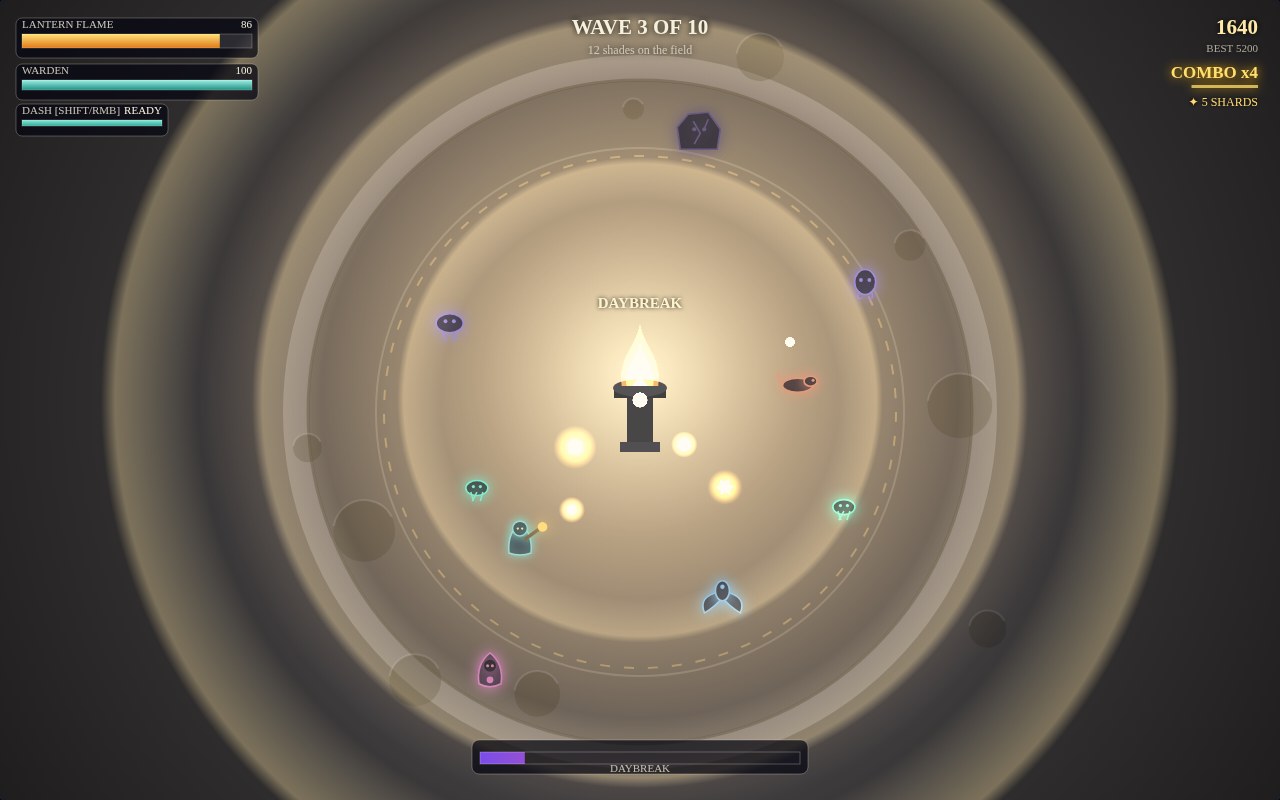 LANTERN FLAME 86
WARDEN 100
DASH [SHIFT/RMB] READY
WAVE 3 OF 10
12 shades on the field
1640
BEST 5200
COMBO x4
✦ 5 SHARDS
DAYBREAK
DAYBREAK